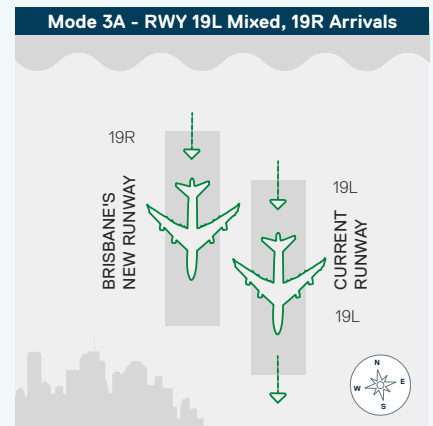 Mode 3A - RWY 19L Mixed, 19R Arrivals
19R
BRISBANE'S
NEW RUNWAY
19L
CURRENT
RUNWAY
19L
N
W
E
S